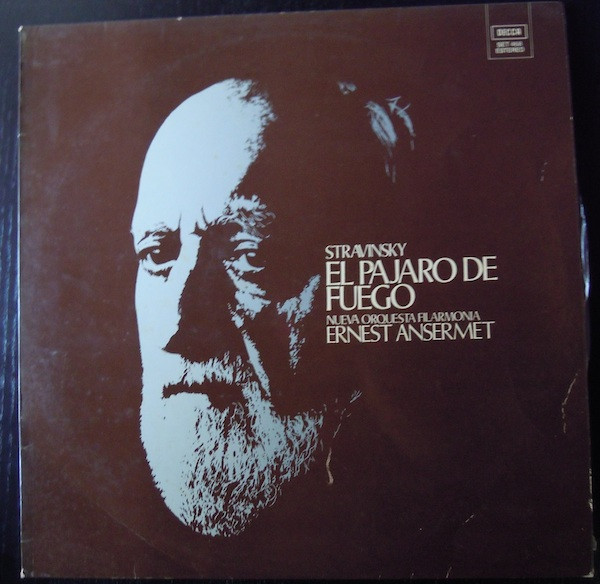 DECCA
STRAVINSKY
EL PAJARO DE
FUEGO
NUEVA ORQUESTA FILARMONIA
ERNEST ANSERMET